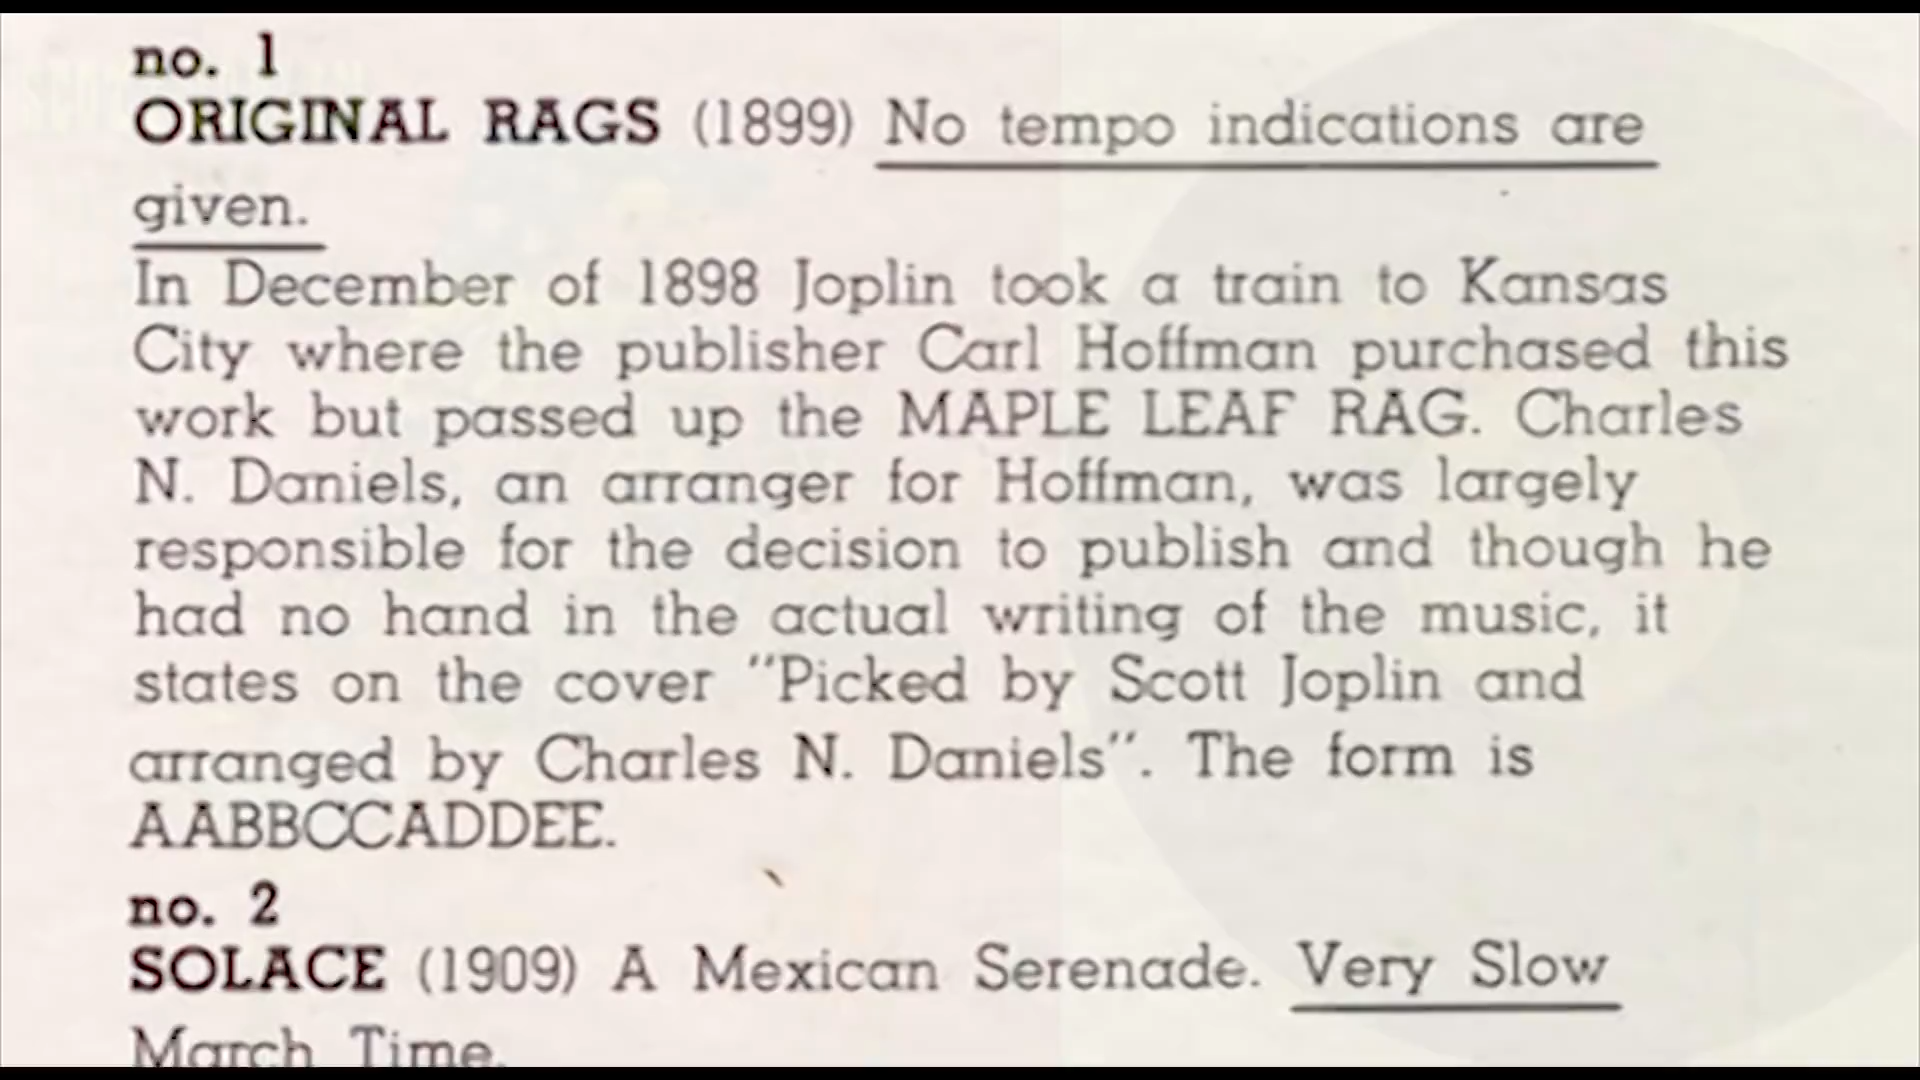 no. 1
ORIGINAL RAGS (1899) No tempo indications are
given.
In December of 1898 Joplin took a train to Kansas
City where the publisher Carl Hoffman purchased this
work but passed up the MAPLE LEAF RAG. Charles
N. Daniels, an arranger for Hoffman, was largely
responsible for the decision to publish and though he
had no hand in the actual writing of the music, it
states on the cover "Picked by Scott Joplin and
arranged by Charles N. Daniels". The form is
AABBCCADDEE.
no. 2
SOLACE (1909) A Mexican Serenade. Very Slow
March Time.